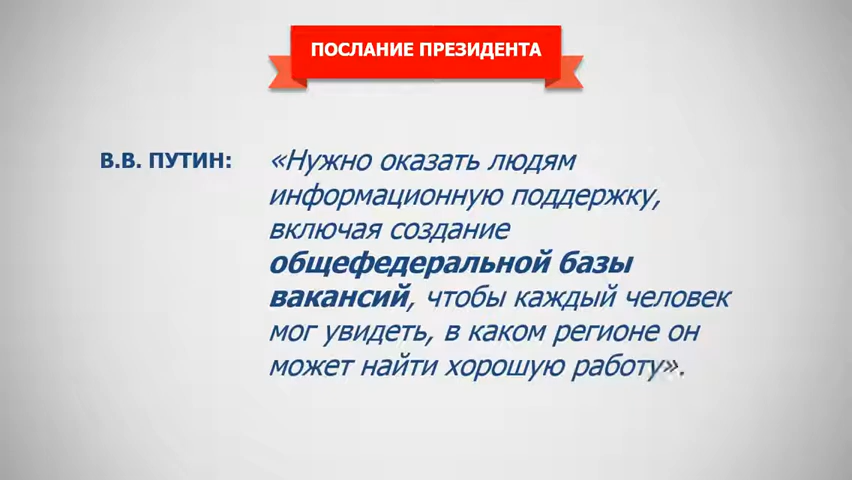 ПОСЛАНИЕ ПРЕЗИДЕНТА
В.В. ПУТИН: «Нужно оказать людям
информационную поддержку,
включая создание
общефедеральной базы
вакансий, чтобы каждый человек
мог увидеть, в каком регионе он
может найти хорошую работу».